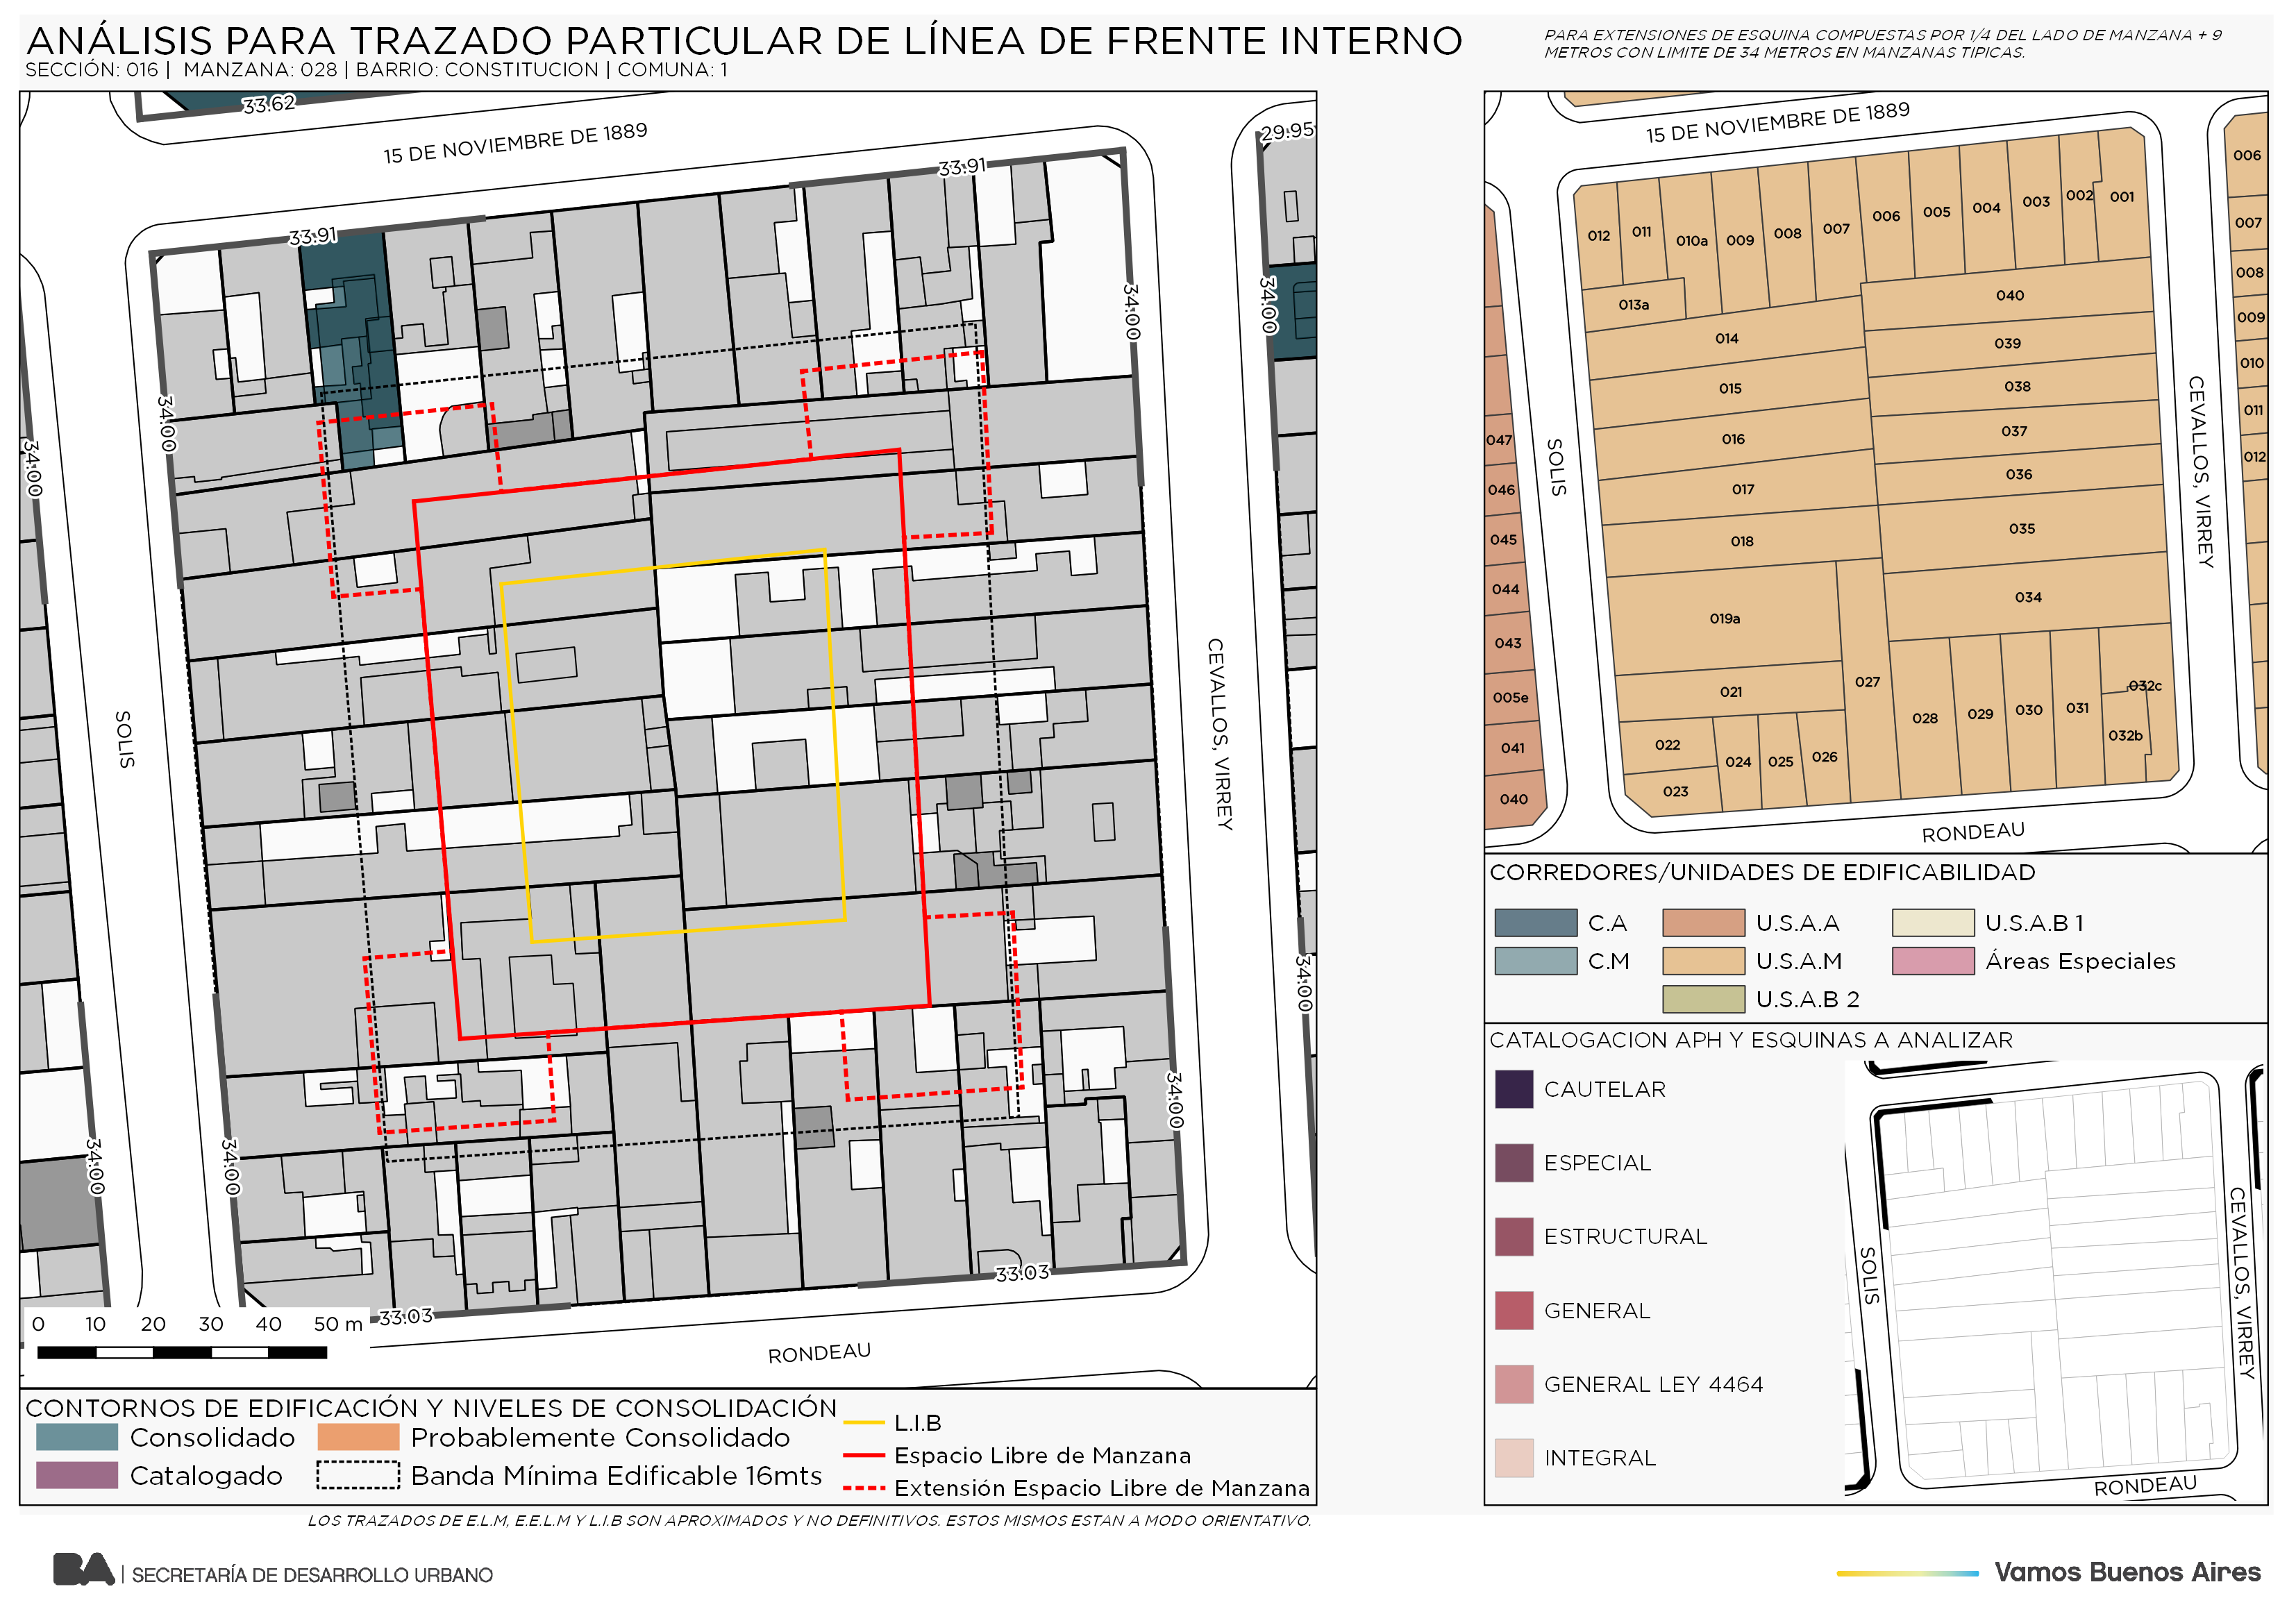 ANÁLISIS PARA TRAZADO PARTICULAR DE LÍNEA DE FRENTE INTERNO
SECCIÓN: 016 | MANZANA: 028 | BARRIO: CONSTITUCION | COMUNA: 1
PARA EXTENSIONES DE ESQUINA COMPUESTAS POR 1/4 DEL LADO DE MANZANA + 9
METROS CON LIMITE DE 34 METROS EN MANZANAS TIPICAS.
33.62
15 DE NOVIEMBRE DE 1889
29.95
33.91
33.91
34.00
34.00
34.00
34.00
SOLIS
CEVALLOS, VIRREY
34.00
34.00
34.00
34.00
33.03
33.03
RONDEAU
0 10 20 30 40 50 m
CONTORNOS DE EDIFICACIÓN Y NIVELES DE CONSOLIDACIÓN
Consolidado
Probablemente Consolidado
Catalogado
Banda Mínima Edificable 16mts
L.I.B
Espacio Libre de Manzana
Extensión Espacio Libre de Manzana
LOS TRAZADOS DE E.L.M, E.E.L.M Y L.I.B SON APROXIMADOS Y NO DEFINITIVOS. ESTOS MISMOS ESTAN A MODO ORIENTATIVO.
15 DE NOVIEMBRE DE 1889
012 011 010a 009 008 007 006 005 004 003 002 001
013a
014
015
016
017
018
019a
021
022
023
024 025 026
027
028 029 030 031
032c
032b
040
039
038
037
036
035
034
047
046
045
044
043
005e
041
040
006
007
008
009
010
011
012
SOLIS
CEVALLOS, VIRREY
RONDEAU
CORREDORES/UNIDADES DE EDIFICABILIDAD
C.A
U.S.A.A
U.S.A.B 1
C.M
U.S.A.M
Áreas Especiales
U.S.A.B 2
CATALOGACION APH Y ESQUINAS A ANALIZAR
CAUTELAR
ESPECIAL
ESTRUCTURAL
GENERAL
GENERAL LEY 4464
INTEGRAL
SOLIS
CEVALLOS, VIRREY
RONDEAU
BA | SECRETARÍA DE DESARROLLO URBANO
Vamos Buenos Aires